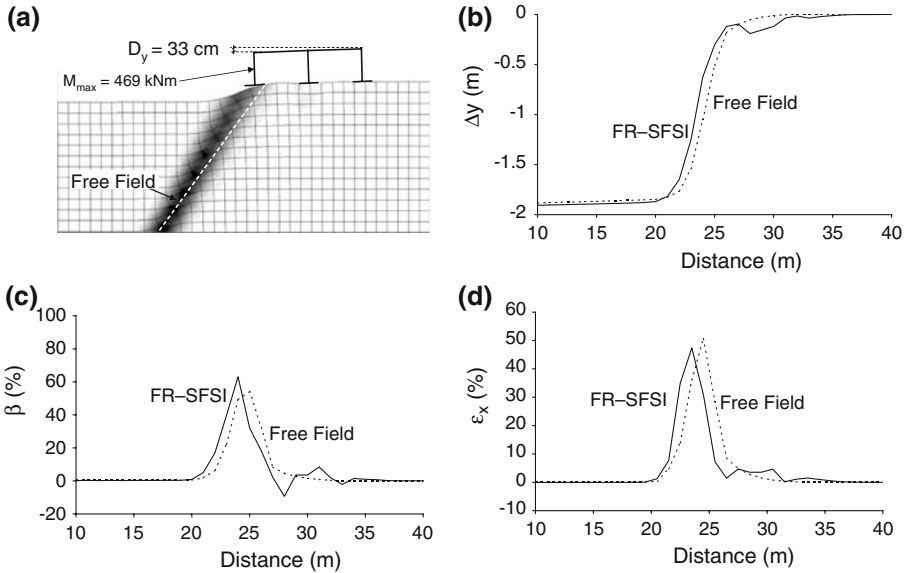 (a)
D_y = 33 cm
M_max = 469 kNm
Free Field
(b)
0
-0.5
-1
-1.5
-2
Δy (m)
FR–SFSI
Free Field
10 15 20 25 30 35 40
Distance (m)
(c)
100
80
60
40
20
0
-20
β (%)
FR–SFSI
Free Field
10 15 20 25 30 35 40
Distance (m)
(d)
60
50
40
30
20
10
0
-10
ε_x (%)
FR–SFSI
Free Field
10 15 20 25 30 35 40
Distance (m)